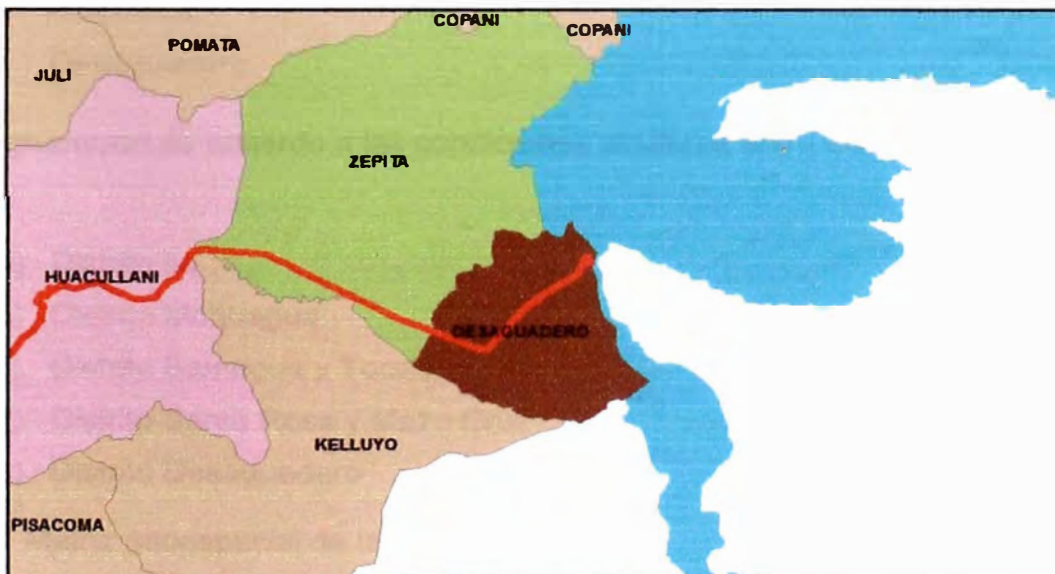 COPANI
COPANI
POMATA
JULI
ZEPITA
HUACULLANI
DESAGUADERO
KELLUYO
PISACOMA